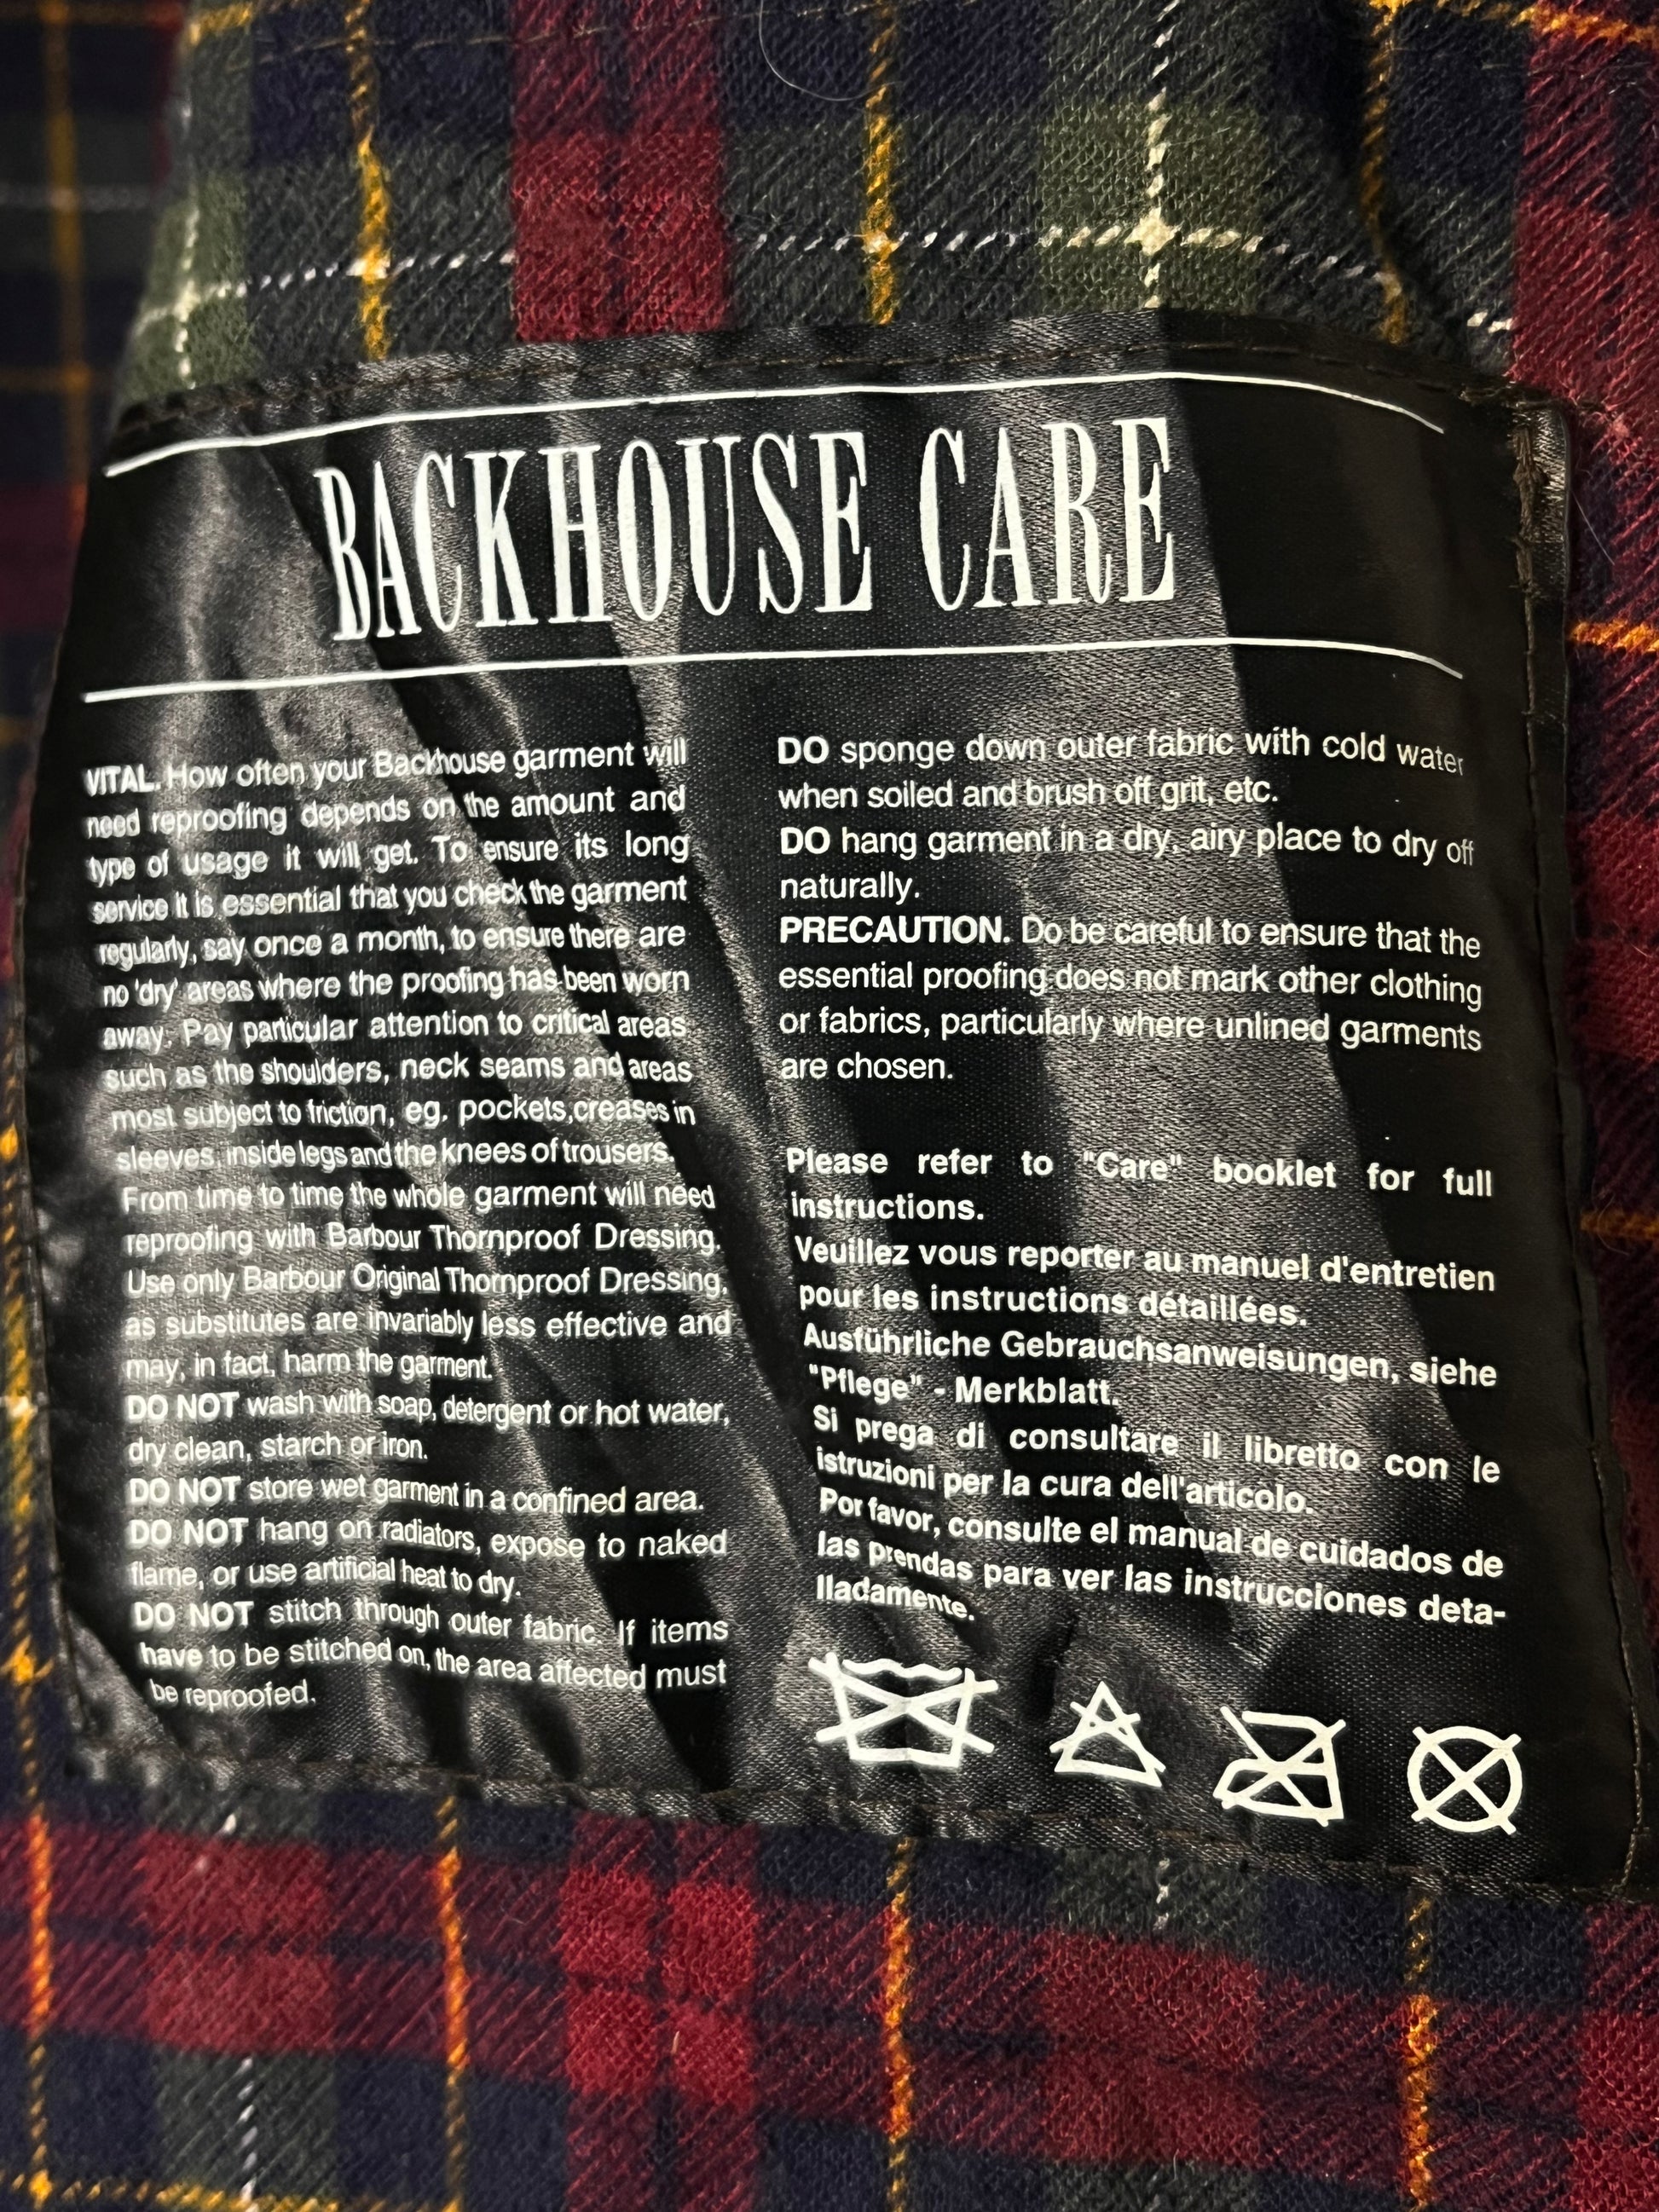 BACKHOUSE CARE
VITAL. How often your Backhouse garment will
need reproofing depends on the amount and
type of usage it will get. To ensure its long
service it is essential that you check the garment
regularly, say once a month, to ensure there are
no 'dry' areas where the proofing has been worn
away. Pay particular attention to critical areas
such as the shoulders, neck seams and areas
most subject to friction, eg. pockets,creases in
sleeves, inside legs and the knees of trousers.
From time to time the whole garment will need
reproofing with Barbour Thornproof Dressing.
Use only Barbour Original Thornproof Dressing,
as substitutes are invariably less effective and
may, in fact, harm the garment.
DO NOT wash with soap, detergent or hot water,
dry clean, starch or iron.
DO NOT store wet garment in a confined area.
DO NOT hang on radiators, expose to naked
flame, or use artificial heat to dry.
DO NOT stitch through outer fabric. If items
have to be stitched on, the area affected must
be reproofed.
DO sponge down outer fabric with cold water
when soiled and brush off grit, etc.
DO hang garment in a dry, airy place to dry off
naturally.
PRECAUTION. Do be careful to ensure that the
essential proofing does not mark other clothing
or fabrics, particularly where unlined garments
are chosen.
Please refer to "Care" booklet for full
instructions.
Veuillez vous reporter au manuel d'entretien
pour les instructions détaillées.
Ausführliche Gebrauchsanweisungen, siehe
"Pflege" - Merkblatt.
Si prega di consultare il libretto con le
istruzioni per la cura dell'articolo.
Por favor, consulte el manual de cuidados de
las prendas para ver las instrucciones deta-
lladamente.